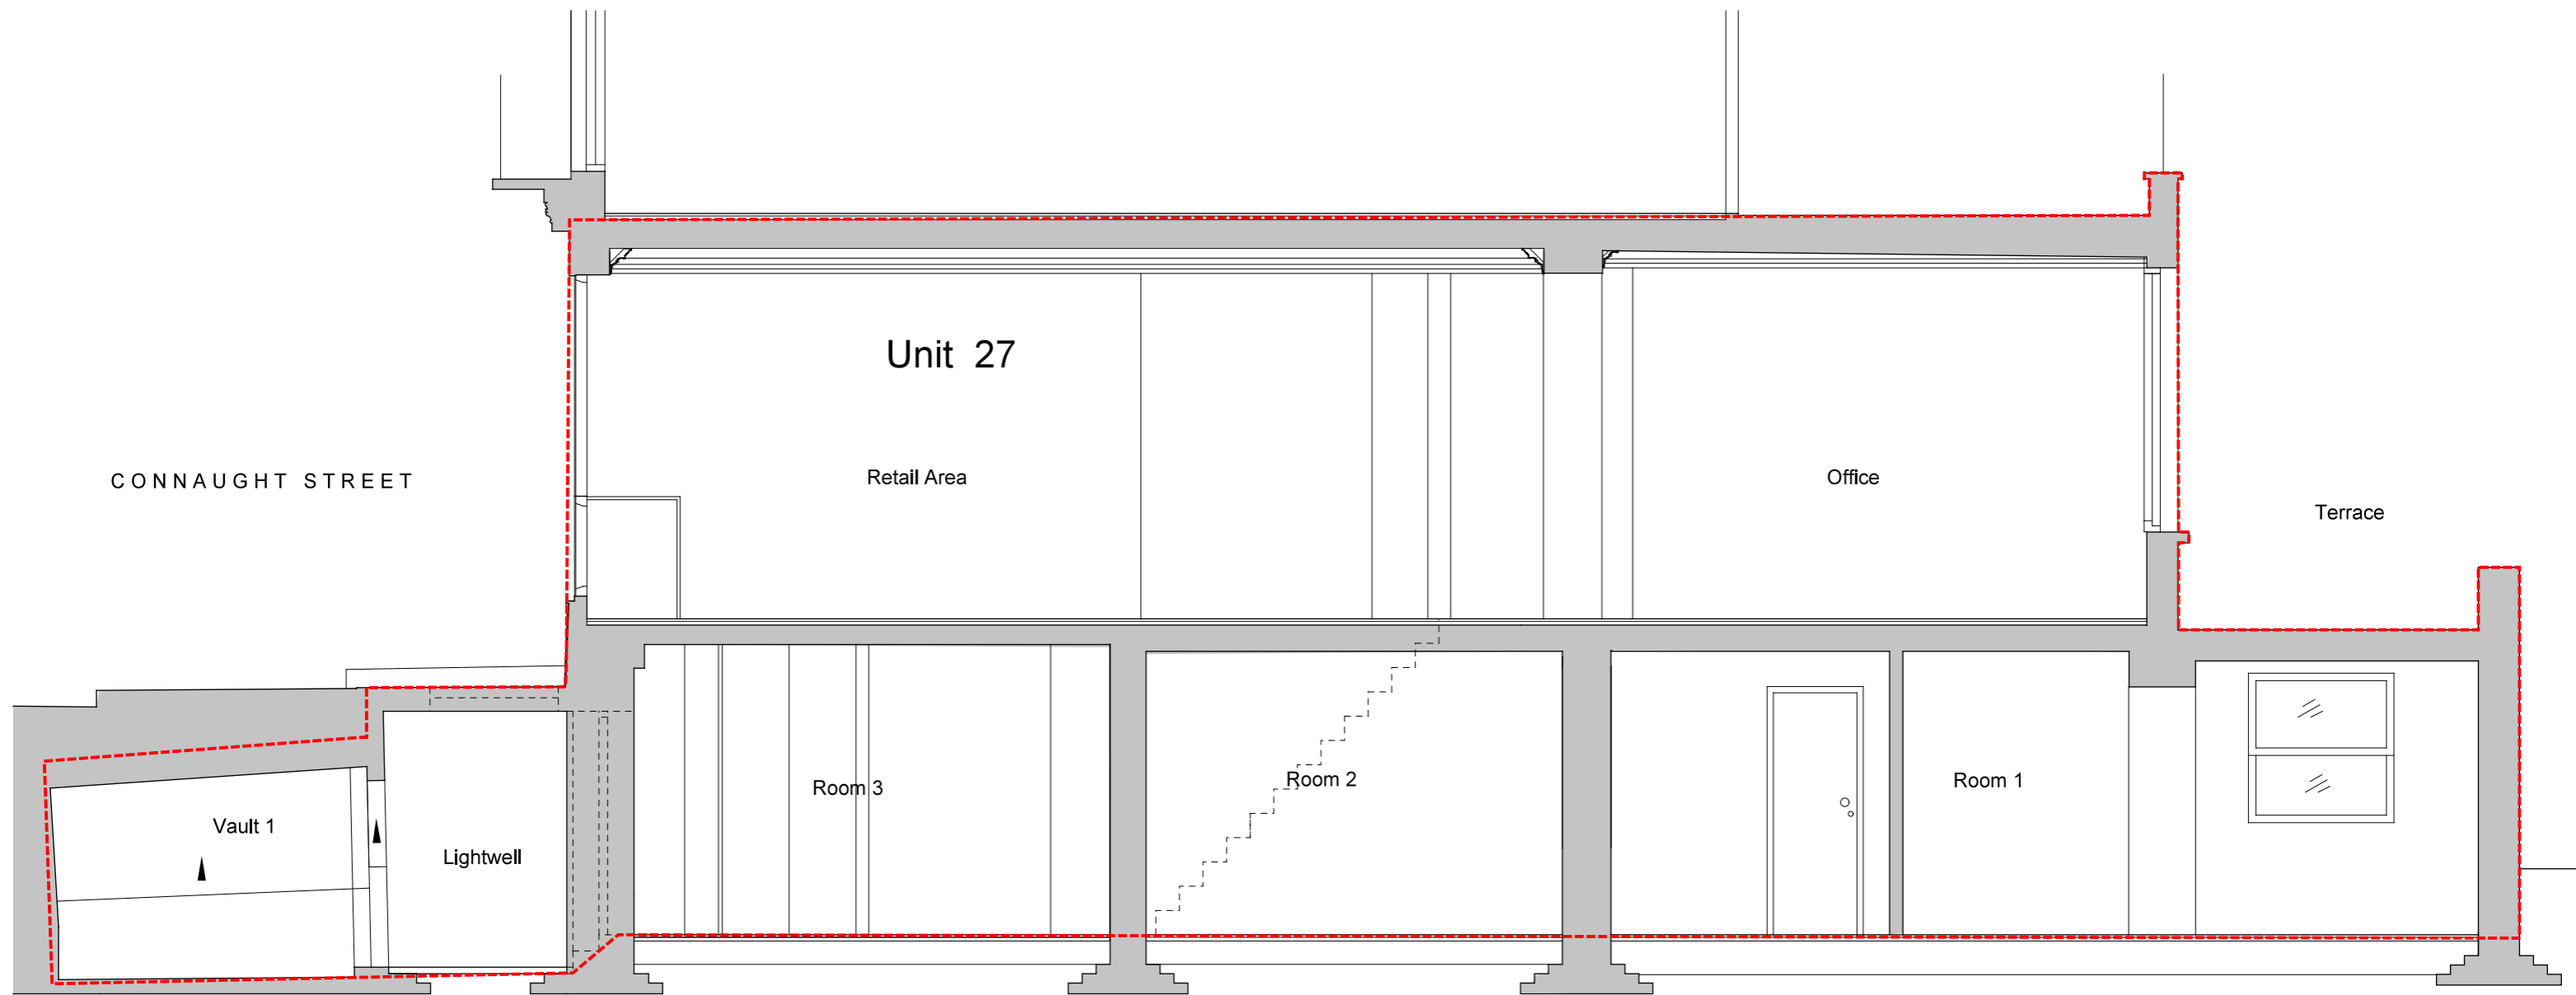 Unit 27
CONNAUGHT STREET
Retail Area
Office
Terrace
Room 3
Room 2
Room 1
Vault 1
Lightwell